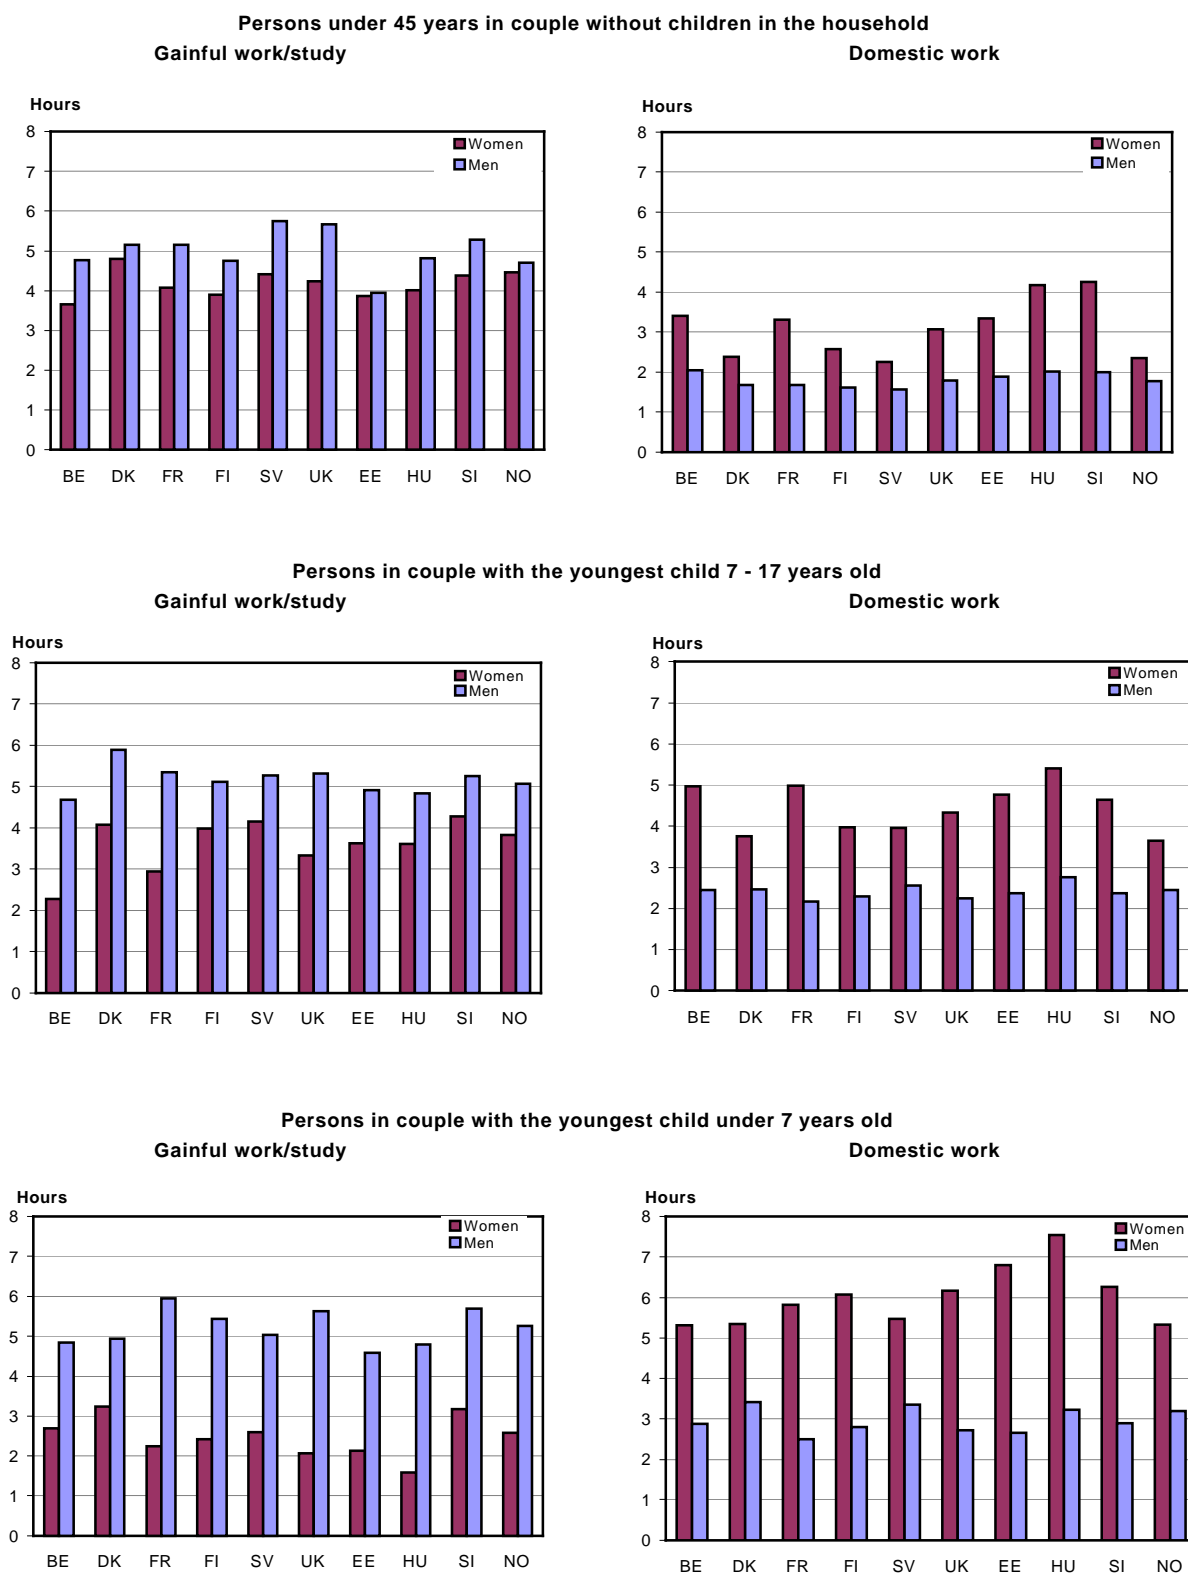 Persons under 45 years in couple without children in the household
Gainful work/study
Domestic work
Hours
Hours
8
7
6
5
4
3
2
1
0
Women
Men
BE DK FR FI SV UK EE HU SI NO
8
7
6
5
4
3
2
1
0
Women
Men
BE DK FR FI SV UK EE HU SI NO
Persons in couple with the youngest child 7 - 17 years old
Gainful work/study
Domestic work
Hours
Hours
8
7
6
5
4
3
2
1
0
Women
Men
BE DK FR FI SV UK EE HU SI NO
8
7
6
5
4
3
2
1
0
Women
Men
BE DK FR FI SV UK EE HU SI NO
Persons in couple with the youngest child under 7 years old
Gainful work/study
Domestic work
Hours
Hours
8
7
6
5
4
3
2
1
0
Women
Men
BE DK FR FI SV UK EE HU SI NO
8
7
6
5
4
3
2
1
0
Women
Men
BE DK FR FI SV UK EE HU SI NO